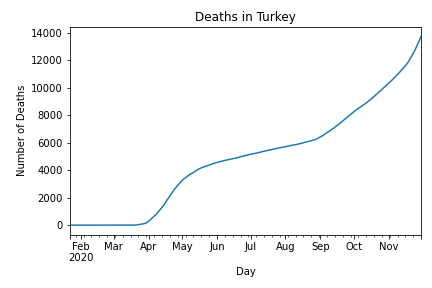 Deaths in Turkey
14000
12000
10000
8000
6000
4000
2000
0
Number of Deaths
Feb Mar Apr May Jun Jul Aug Sep Oct Nov
2020
Day